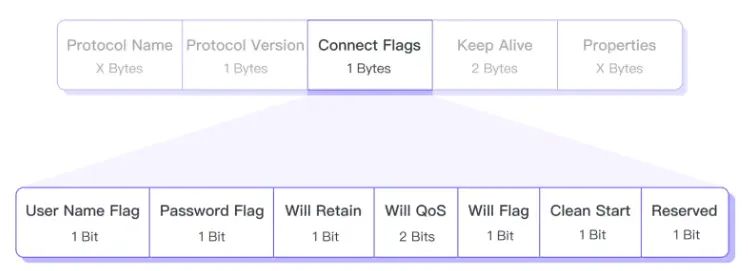 Protocol Name Protocol Version Connect Flags Keep Alive Properties
X Bytes 1 Bytes 1 Bytes 2 Bytes X Bytes
User Name Flag Password Flag Will Retain Will QoS Will Flag Clean Start Reserved
1 Bit 1 Bit 1 Bit 2 Bits 1 Bit 1 Bit 1 Bit